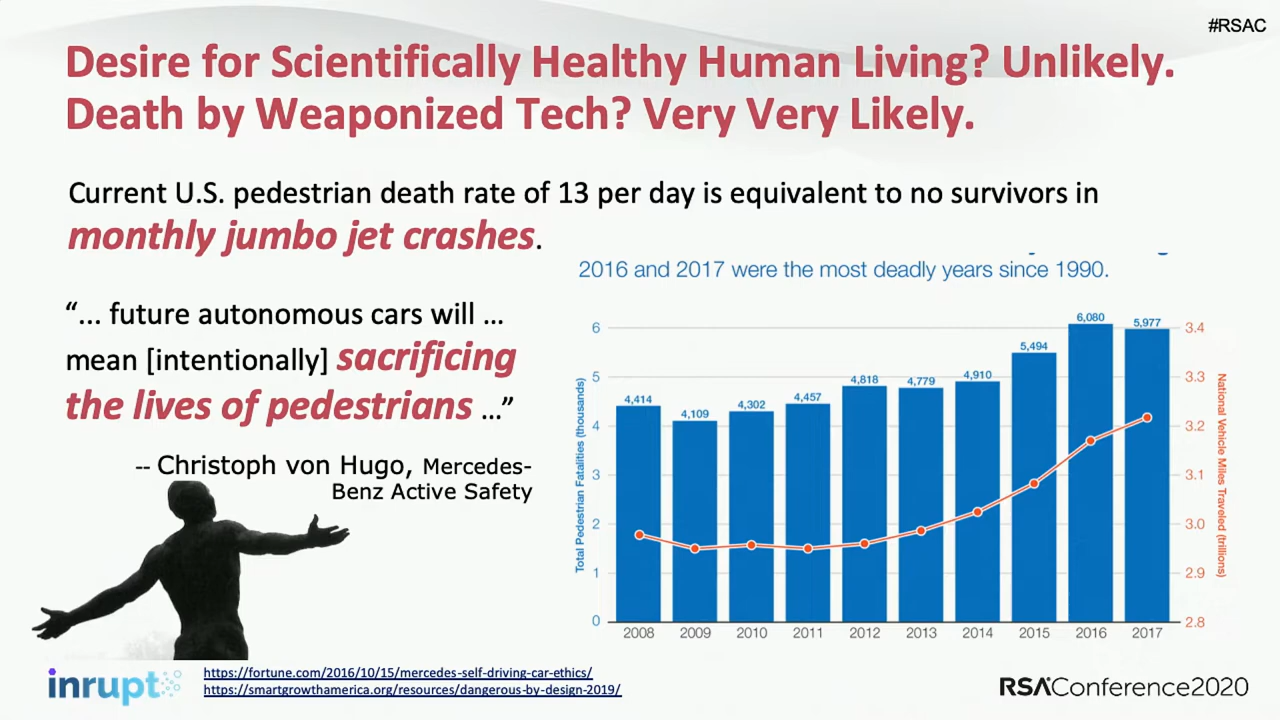 #RSAC
Desire for Scientifically Healthy Human Living? Unlikely.
Death by Weaponized Tech? Very Very Likely.
Current U.S. pedestrian death rate of 13 per day is equivalent to no survivors in
monthly jumbo jet crashes.
2016 and 2017 were the most deadly years since 1990.
“... future autonomous cars will ...
mean [intentionally] sacrificing
the lives of pedestrians ...”
-- Christoph von Hugo, Mercedes-
Benz Active Safety
Total Pedestrian Fatalities (thousands)
6
5
4
3
2
1
0
4,414
4,109
4,302
4,457
4,818
4,779
4,910
5,494
6,080
5,977
3.4
3.3
3.2
3.1
3.0
2.9
2.8
National Vehicle Miles Traveled (trillions)
2008 2009 2010 2011 2012 2013 2014 2015 2016 2017
inrupt
https://fortune.com/2016/10/15/mercedes-self-driving-car-ethics/
https://smartgrowthamerica.org/resources/dangerous-by-design-2019/
RSAConference2020